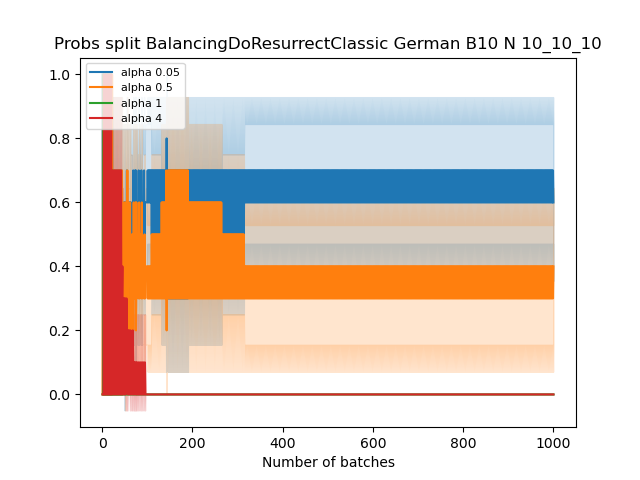 Probs split BalancingDoResurrectClassic German B10 N 10_10_10
alpha 0.05
alpha 0.5
alpha 1
alpha 4
1.0
0.8
0.6
0.4
0.2
0.0
0
200
400
600
800
1000
Number of batches